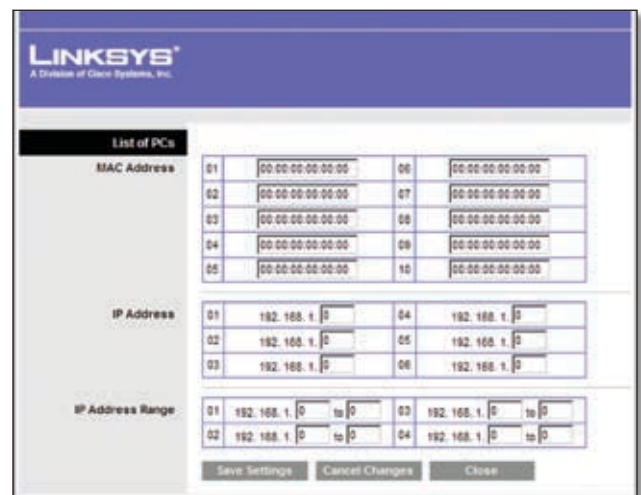 LINKSYS®
A Division of Cisco Systems, Inc.
List of PCs
MAC Address
01 00:00:00:00:00:00 06 00:00:00:00:00:00
02 00:00:00:00:00:00 07 00:00:00:00:00:00
03 00:00:00:00:00:00 08 00:00:00:00:00:00
04 00:00:00:00:00:00 09 00:00:00:00:00:00
05 00:00:00:00:00:00 10 00:00:00:00:00:00
IP Address
01 192.168.1. 0 04 192.168.1. 0
02 192.168.1. 0 05 192.168.1. 0
03 192.168.1. 0 06 192.168.1. 0
IP Address Range
01 192.168.1. 0 to 0 03 192.168.1. 0 to 0
02 192.168.1. 0 to 0 04 192.168.1. 0 to 0
Save Settings Cancel Changes Close